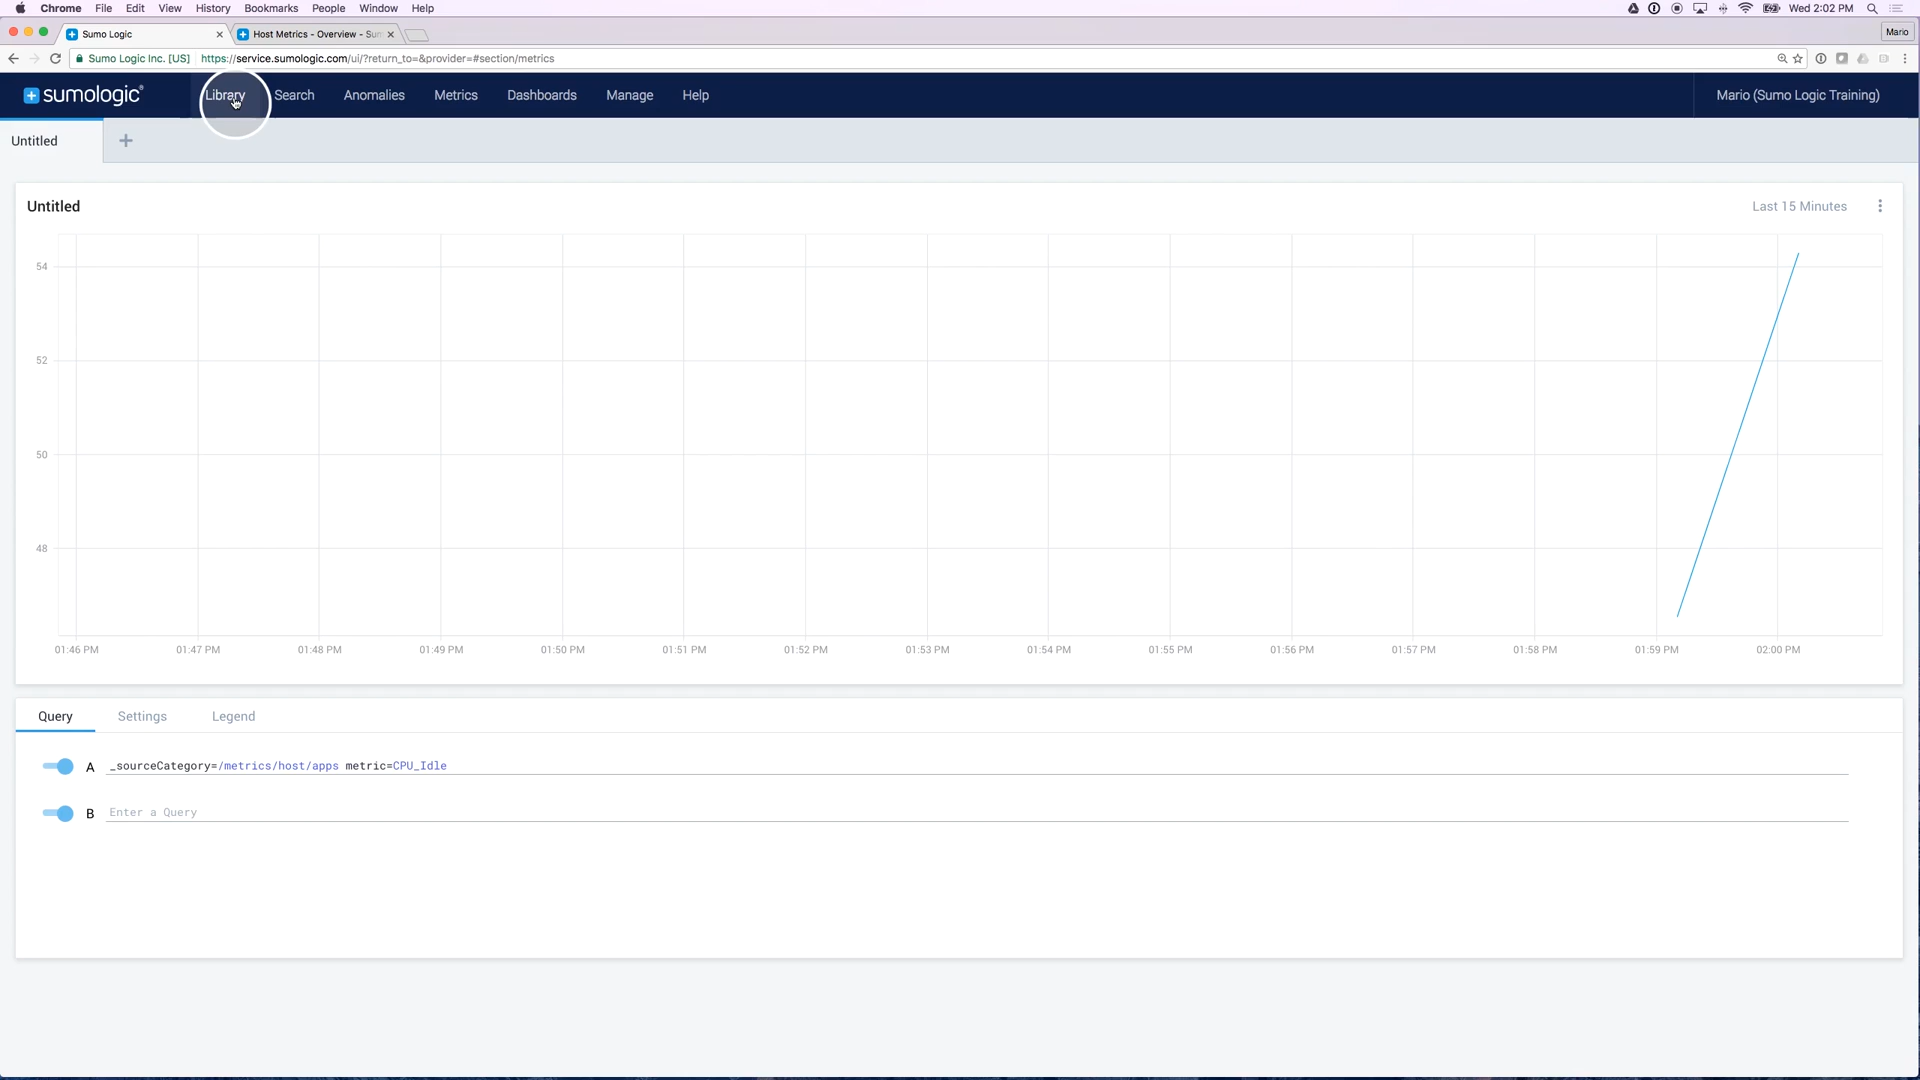 Chrome File Edit View History Bookmarks People Window Help Wed 2:02 PM
Sumo Logic Host Metrics - Overview - Sum Mario
Sumo Logic Inc. [US] https://service.sumologic.com/ui/?return_to=&provider=#section/metrics
sumologic Library Search Anomalies Metrics Dashboards Manage Help Mario (Sumo Logic Training)
Untitled
Untitled Last 15 Minutes
54
52
50
48
01:46 PM 01:47 PM 01:48 PM 01:49 PM 01:50 PM 01:51 PM 01:52 PM 01:53 PM 01:54 PM 01:55 PM 01:56 PM 01:57 PM 01:58 PM 01:59 PM 02:00 PM
Query Settings Legend
A _sourceCategory=/metrics/host/apps metric=CPU_Idle
B Enter a Query